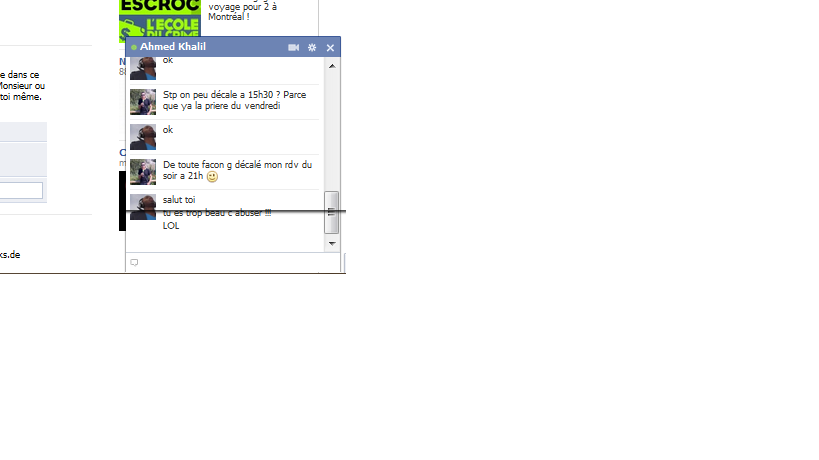 ESCROC
L'ECOLE
DU CRIME
voyage pour 2 à
Montréal !
e dans ce
Monsieur ou
toi même.
ks.de
Ahmed Khalil
ok
Stp on peu décale a 15h30 ? Parce
que ya la priere du vendredi
ok
De toute facon g décalé mon rdv du
soir a 21h
salut toi
tu es trop beau c abuser !!!
LOL